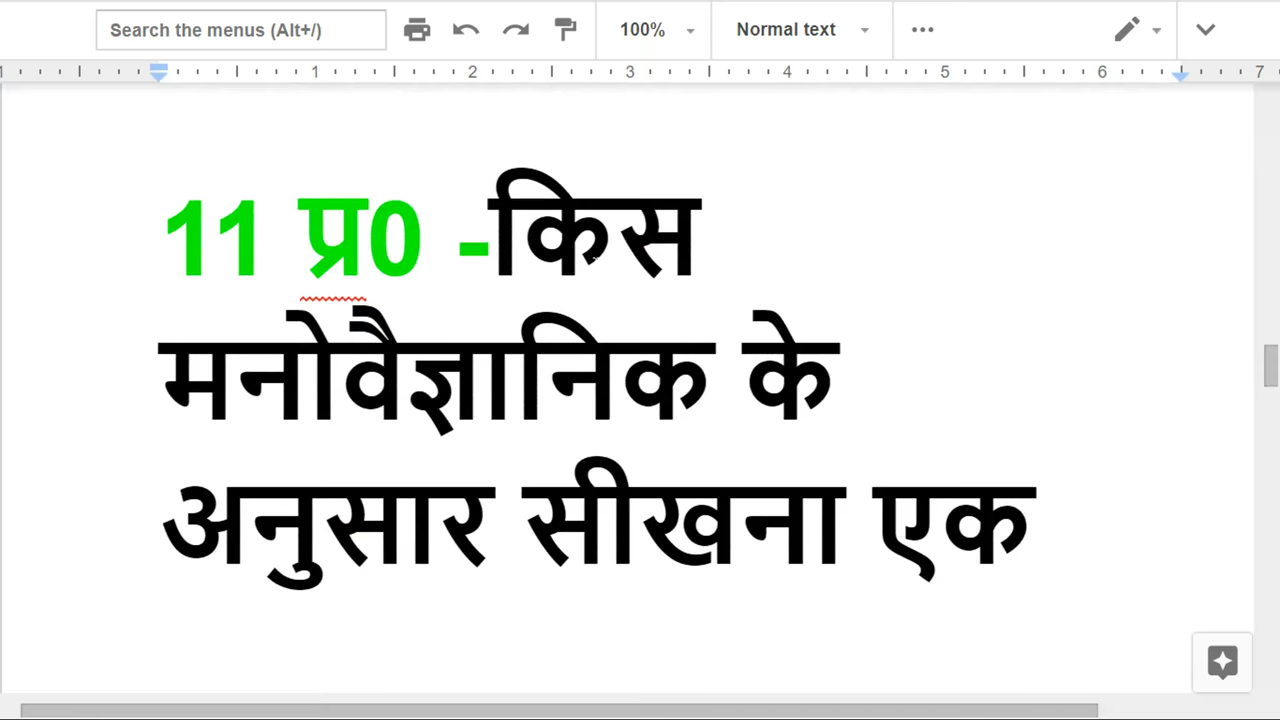 Search the menus (Alt+/)
100%
Normal text
1 1 2 3 4 5 6 7
11 प्र0 -किस
मनोवैज्ञानिक के
अनुसार सीखना एक